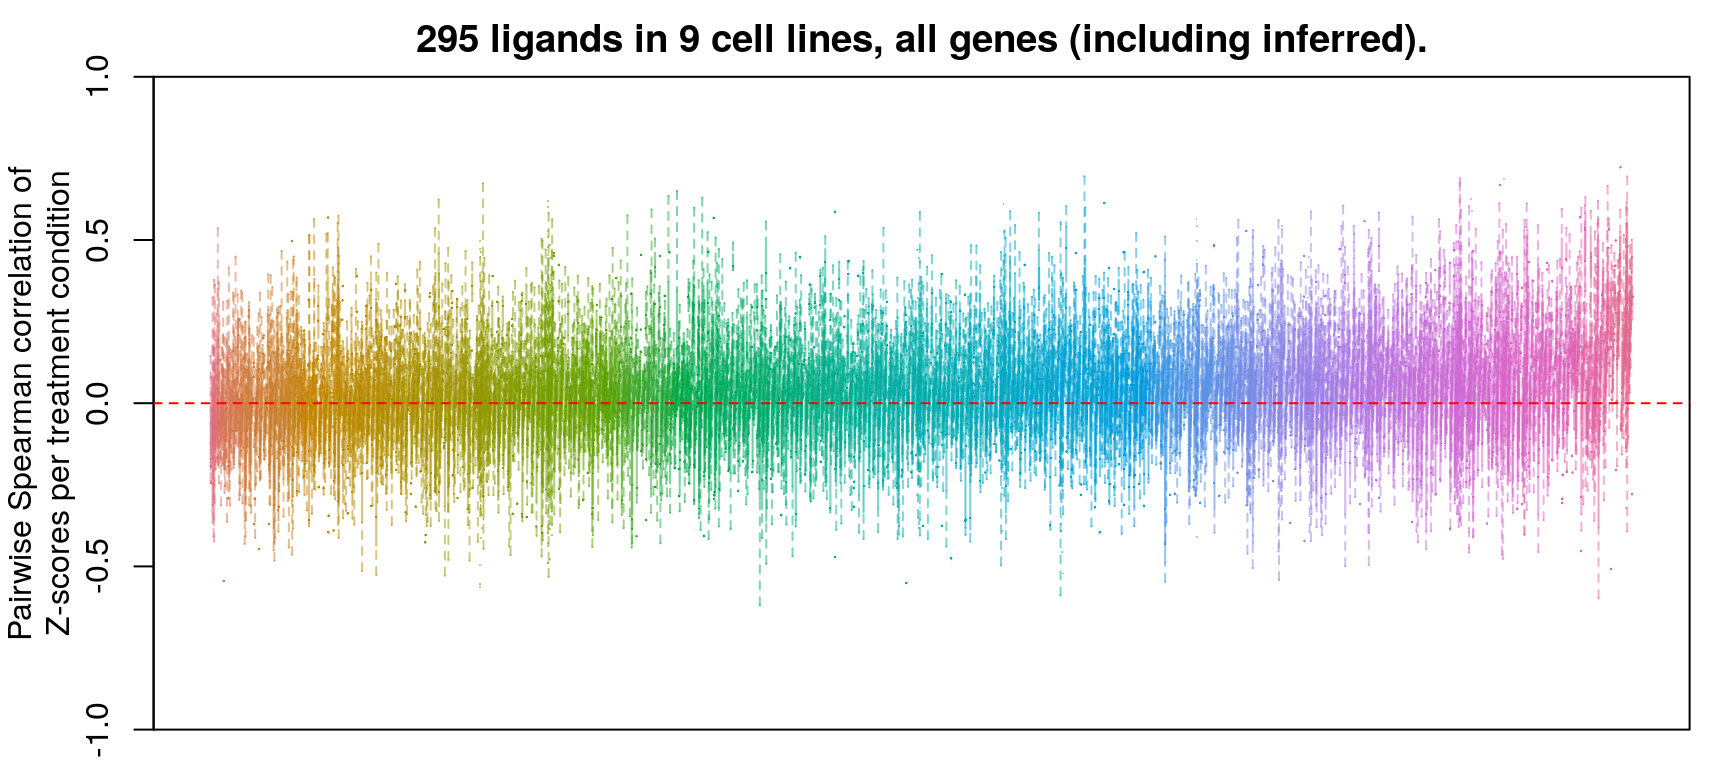 295 ligands in 9 cell lines, all genes (including inferred).
Pairwise Spearman correlation of
Z-scores per treatment condition
1.0
0.5
0.0
-0.5
-1.0